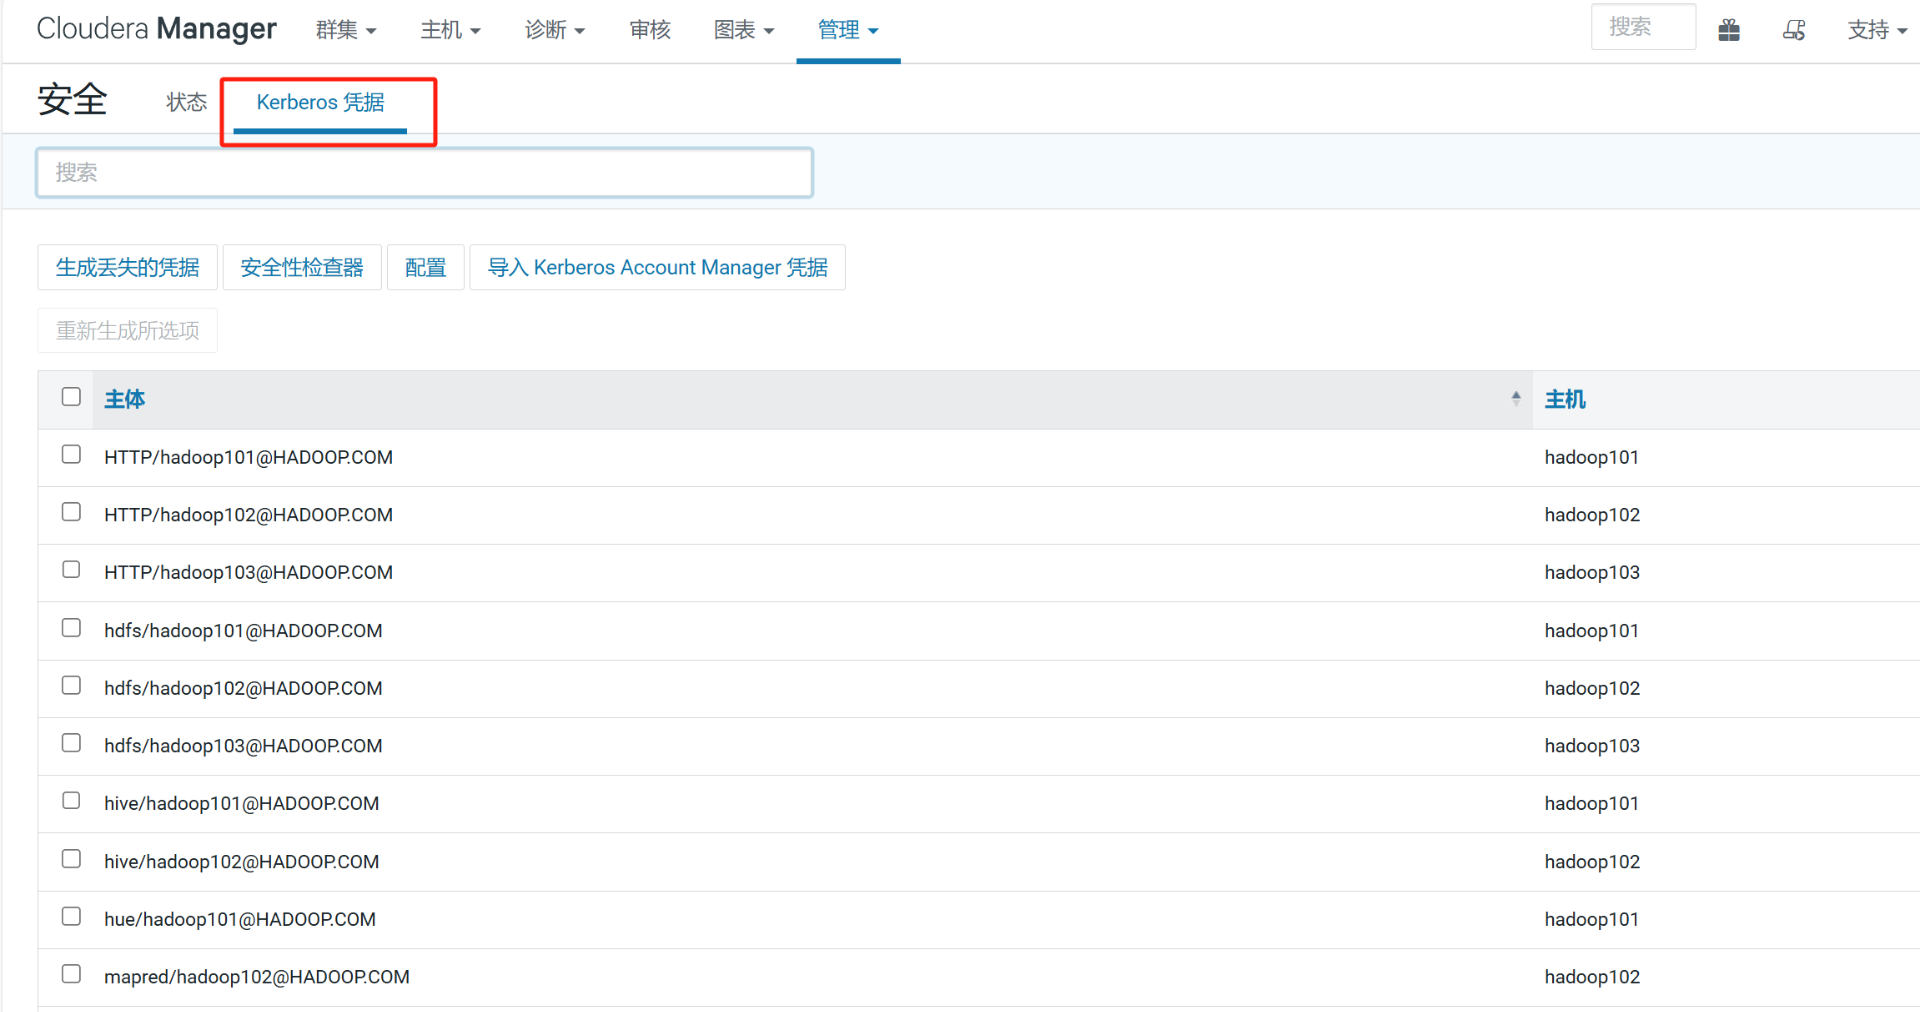 Cloudera Manager 群集 主机 诊断 审核 图表 管理 搜索 支持
安全 状态 Kerberos 凭据
搜索
生成丢失的凭据 安全性检查器 配置 导入 Kerberos Account Manager 凭据
重新生成所选项
主体 主机
HTTP/hadoop101@HADOOP.COM hadoop101
HTTP/hadoop102@HADOOP.COM hadoop102
HTTP/hadoop103@HADOOP.COM hadoop103
hdfs/hadoop101@HADOOP.COM hadoop101
hdfs/hadoop102@HADOOP.COM hadoop102
hdfs/hadoop103@HADOOP.COM hadoop103
hive/hadoop101@HADOOP.COM hadoop101
hive/hadoop102@HADOOP.COM hadoop102
hue/hadoop101@HADOOP.COM hadoop101
mapred/hadoop102@HADOOP.COM hadoop102